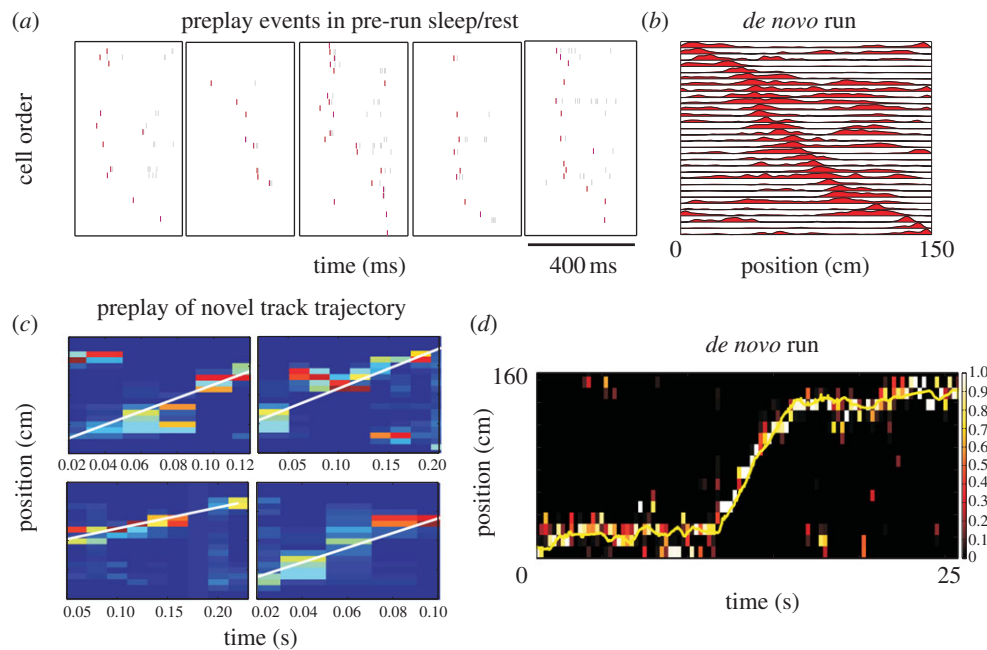 (a) preplay events in pre-run sleep/rest
cell order
time (ms)
400 ms
(b) de novo run
0 150
position (cm)
(c) preplay of novel track trajectory
position (cm)
0.02 0.04 0.06 0.08 0.10 0.12
0.05 0.10 0.15 0.20
0.05 0.10 0.15 0.20
0.02 0.04 0.06 0.08 0.10
time (s)
(d) de novo run
position (cm)
160
0 25
time (s)
1.0
0.9
0.8
0.7
0.6
0.5
0.4
0.3
0.2
0.1
0